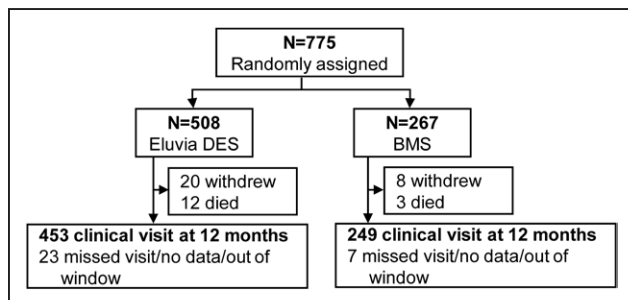 N=775
Randomly assigned
N=508
Eluvia DES
N=267
BMS
20 withdrew
12 died
8 withdrew
3 died
453 clinical visit at 12 months
23 missed visit/no data/out of
window
249 clinical visit at 12 months
7 missed visit/no data/out of
window